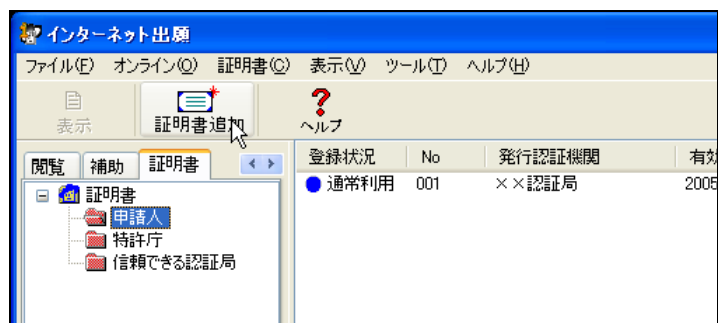 インターネット出願
ファイル(F) オンライン(O) 証明書(C) 表示(V) ツール(T) ヘルプ(H)
表示 証明書追加 ヘルプ
閲覧 補助 証明書
登録状況 No 発行認証機関 有効
通常利用 001 ××認証局 2005
証明書
申請人
特許庁
信頼できる認証局